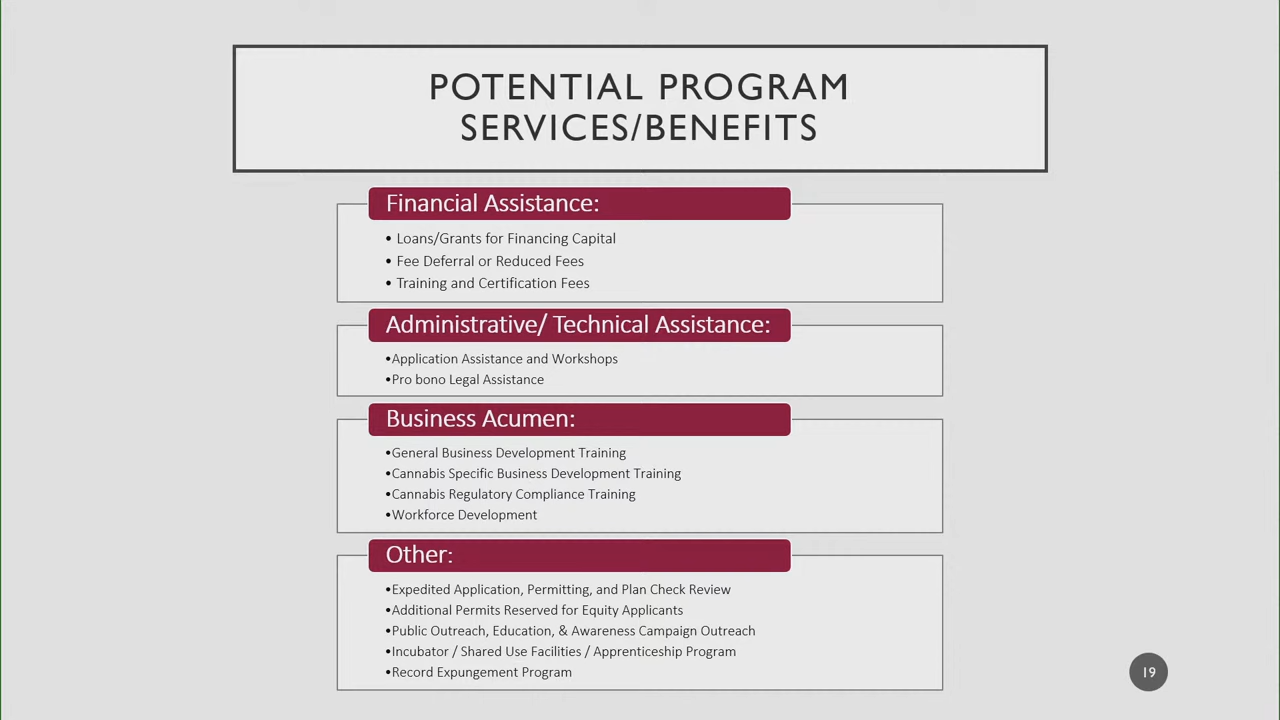 POTENTIAL PROGRAM
SERVICES/BENEFITS
Financial Assistance:
• Loans/Grants for Financing Capital
• Fee Deferral or Reduced Fees
• Training and Certification Fees
Administrative/ Technical Assistance:
•Application Assistance and Workshops
•Pro bono Legal Assistance
Business Acumen:
•General Business Development Training
•Cannabis Specific Business Development Training
•Cannabis Regulatory Compliance Training
•Workforce Development
Other:
•Expedited Application, Permitting, and Plan Check Review
•Additional Permits Reserved for Equity Applicants
•Public Outreach, Education, & Awareness Campaign Outreach
•Incubator / Shared Use Facilities / Apprenticeship Program
•Record Expungement Program
19